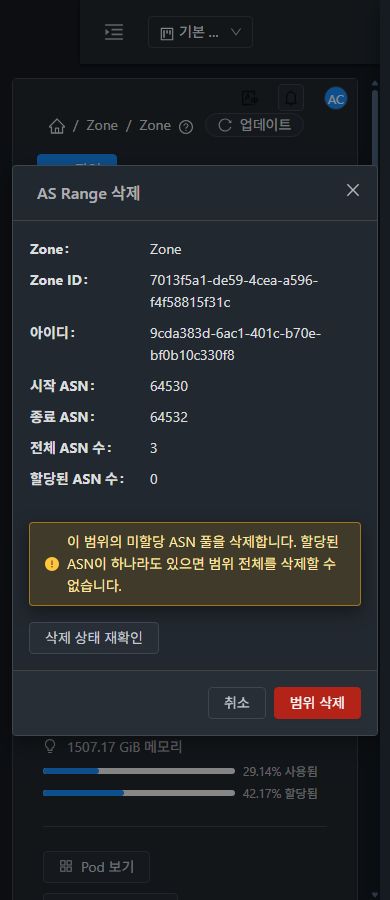 기본 ...
AC
/ Zone / Zone
업데이트
AS Range 삭제
Zone:
Zone
Zone ID:
7013f5a1-de59-4cea-a596-
f4f58815f31c
아이디:
9cda383d-6ac1-401c-b70e-
bf0b10c330f8
시작 ASN:
64530
종료 ASN:
64532
전체 ASN 수:
3
할당된 ASN 수:
0
이 범위의 미할당 ASN 풀을 삭제합니다. 할당된
ASN이 하나라도 있으면 범위 전체를 삭제할 수
없습니다.
삭제 상태 재확인
취소
범위 삭제
1507.17 GiB 메모리
29.14% 사용됨
42.17% 할당됨
Pod 보기